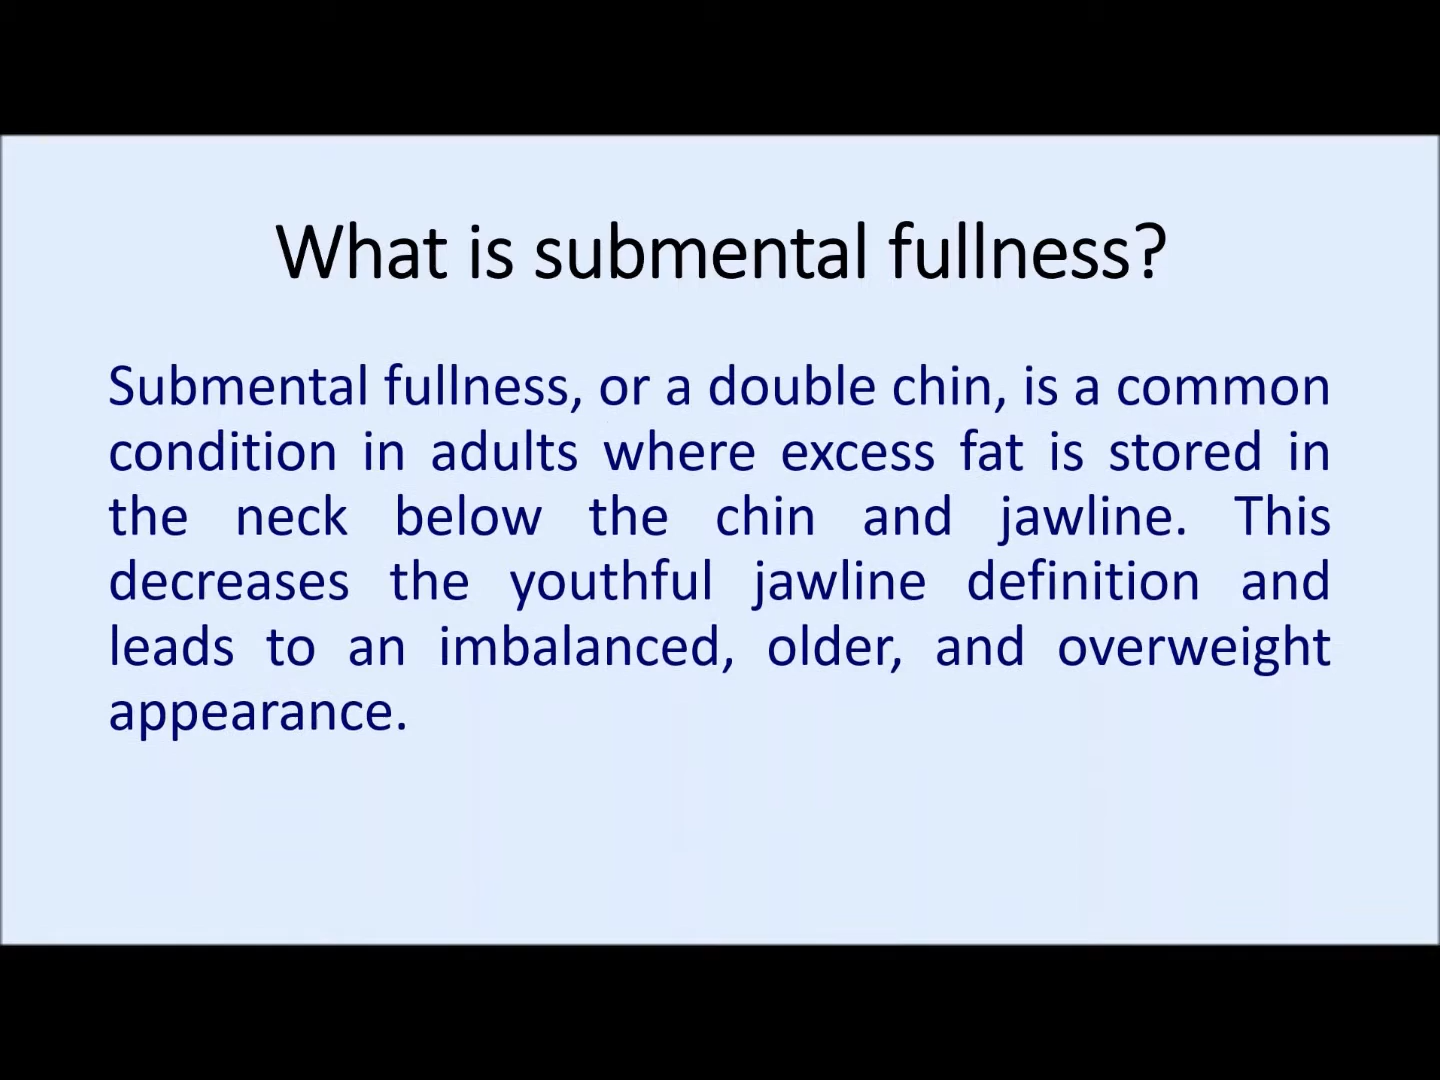 What is submental fullness?
Submental fullness, or a double chin, is a common
condition in adults where excess fat is stored in
the neck below the chin and jawline. This
decreases the youthful jawline definition and
leads to an imbalanced, older, and overweight
appearance.